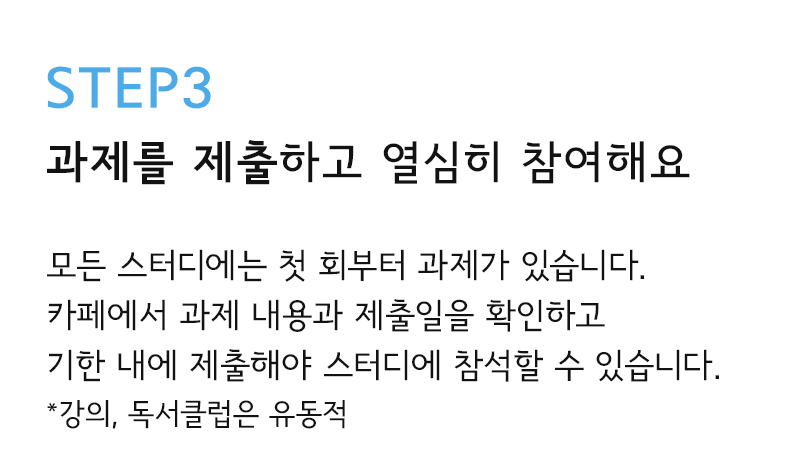 STEP3
과제를 제출하고 열심히 참여해요
모든 스터디에는 첫 회부터 과제가 있습니다.
카페에서 과제 내용과 제출일을 확인하고
기한 내에 제출해야 스터디에 참석할 수 있습니다.
*강의, 독서클럽은 유동적